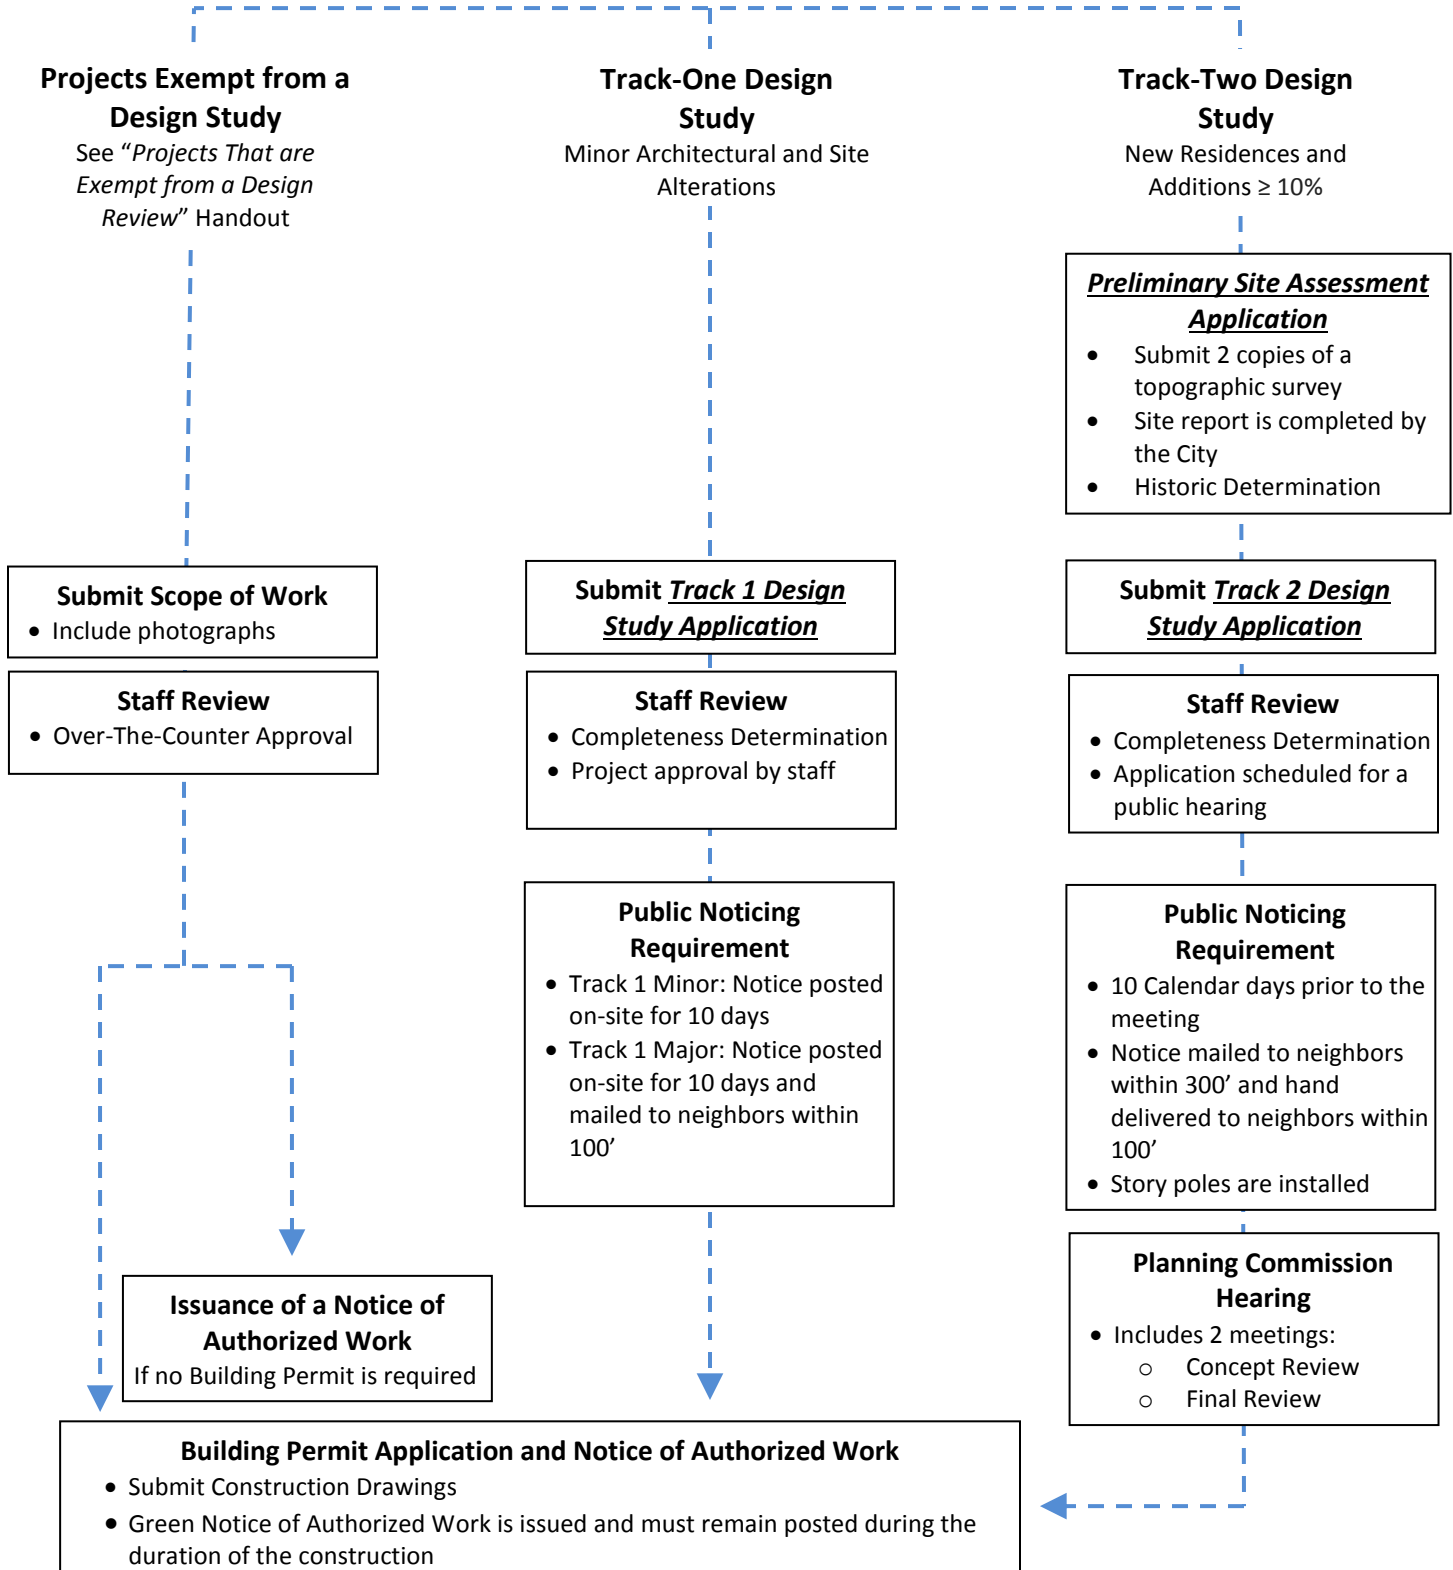 Projects Exempt from a
Design Study
See “Projects That are
Exempt from a Design
Review” Handout
Submit Scope of Work
• Include photographs
Staff Review
• Over-The-Counter Approval
Issuance of a Notice of
Authorized Work
If no Building Permit is required
Track-One Design
Study
Minor Architectural and Site
Alterations
Submit Track 1 Design
Study Application
Staff Review
• Completeness Determination
• Project approval by staff
Public Noticing
Requirement
• Track 1 Minor: Notice posted
on-site for 10 days
• Track 1 Major: Notice posted
on-site for 10 days and
mailed to neighbors within
100’
Track-Two Design
Study
New Residences and
Additions ≥ 10%
Preliminary Site Assessment
Application
• Submit 2 copies of a
topographic survey
• Site report is completed by
the City
• Historic Determination
Submit Track 2 Design
Study Application
Staff Review
• Completeness Determination
• Application scheduled for a
public hearing
Public Noticing
Requirement
• 10 Calendar days prior to the
meeting
• Notice mailed to neighbors
within 300’ and hand
delivered to neighbors within
100’
• Story poles are installed
Planning Commission
Hearing
• Includes 2 meetings:
o Concept Review
o Final Review
Building Permit Application and Notice of Authorized Work
• Submit Construction Drawings
• Green Notice of Authorized Work is issued and must remain posted during the
duration of the construction